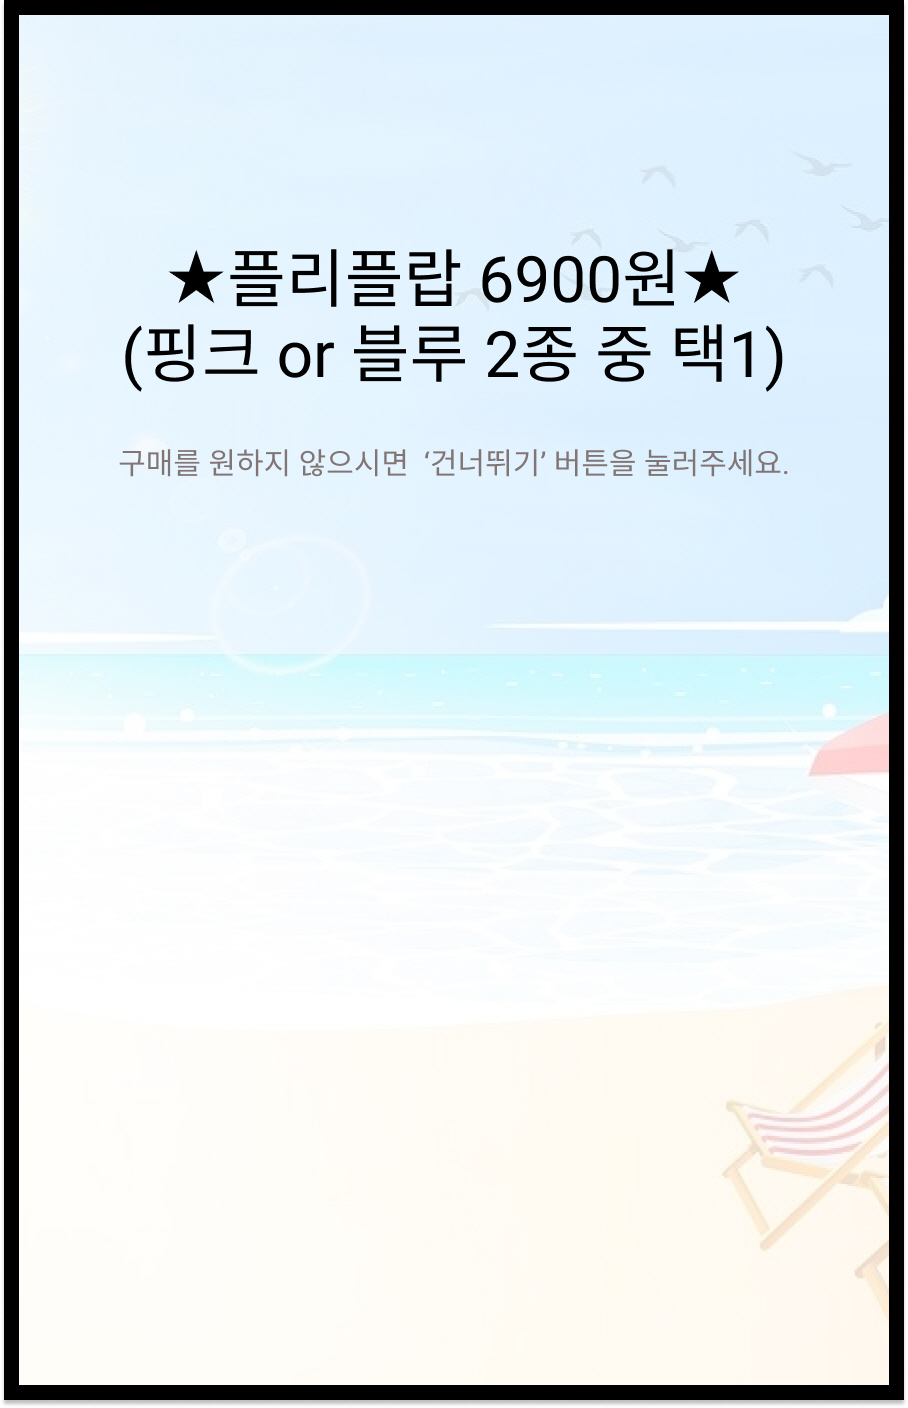 ★플리플랍 6900원★
(핑크 or 블루 2종 중 택1)
구매를 원하지 않으시면 ‘건너뛰기’ 버튼을 눌러주세요.